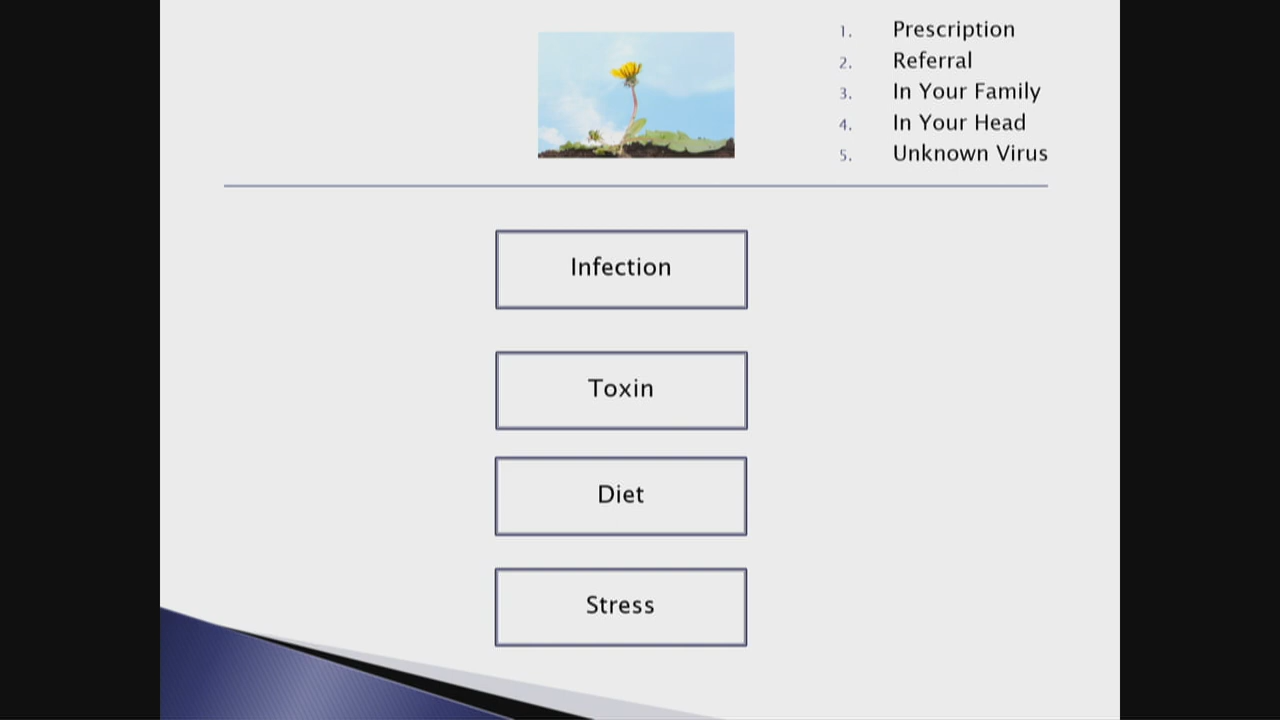 1. Prescription
2. Referral
3. In Your Family
4. In Your Head
5. Unknown Virus
Infection
Toxin
Diet
Stress